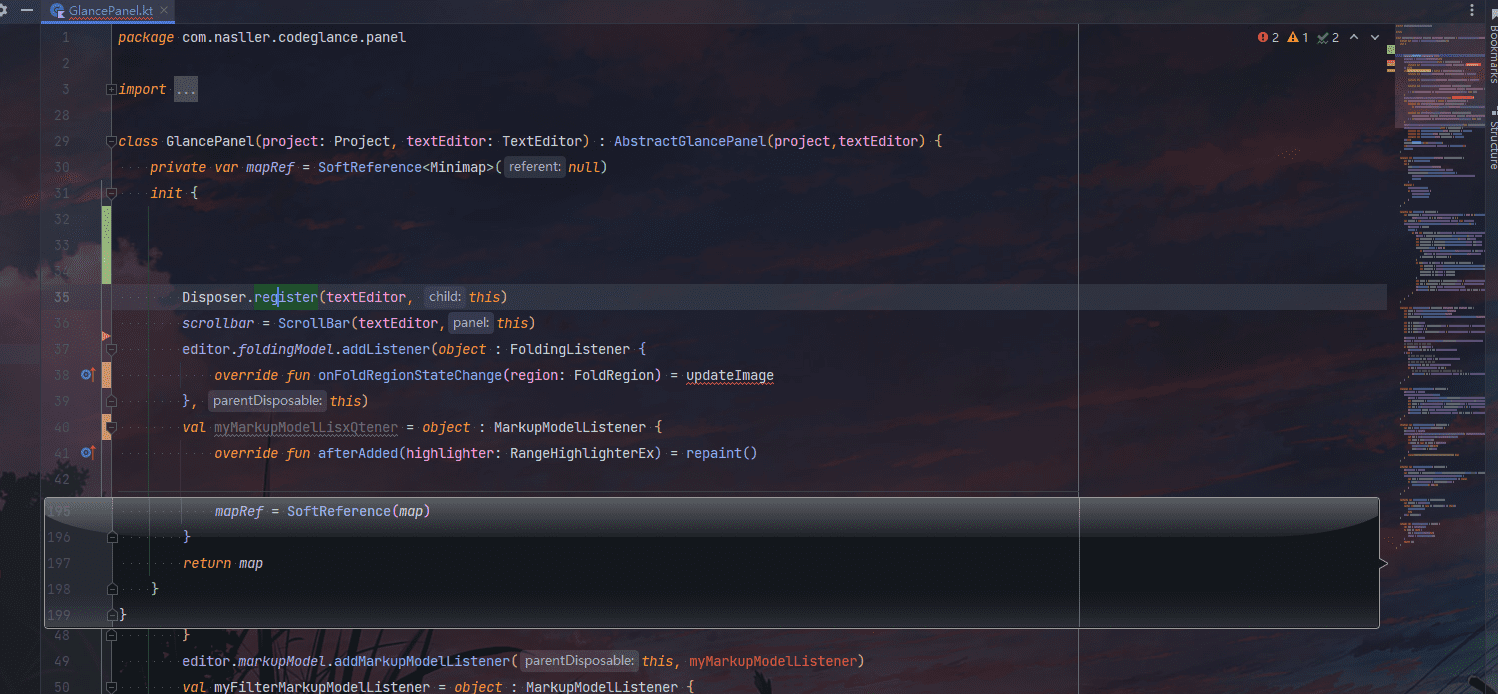 GlancePanel.kt
2 1 2
1 package com.nasller.codeglance.panel
2
3 import ...
28
29 class GlancePanel(project: Project, textEditor: TextEditor) : AbstractGlancePanel(project,textEditor) {
30 private var mapRef = SoftReference<Minimap>( referent: null)
31 init {
32
33
34
35 Disposer.register(textEditor, child: this)
36 scrollbar = ScrollBar(textEditor, panel: this)
37 editor.foldingModel.addListener(object : FoldingListener {
38 override fun onFoldRegionStateChange(region: FoldRegion) = updateImage
39 }, parentDisposable: this)
40 val myMarkupModelLisxQtener = object : MarkupModelListener {
41 override fun afterAdded(highlighter: RangeHighlighterEx) = repaint()
42
195 mapRef = SoftReference(map)
196 }
197 return map
198 }
199 }
48 }
49 editor.markupModel.addMarkupModelListener( parentDisposable: this, myMarkupModelListener)
50 val myFilterMarkupModelListener = object : MarkupModelListener {
Bookmarks
Structure